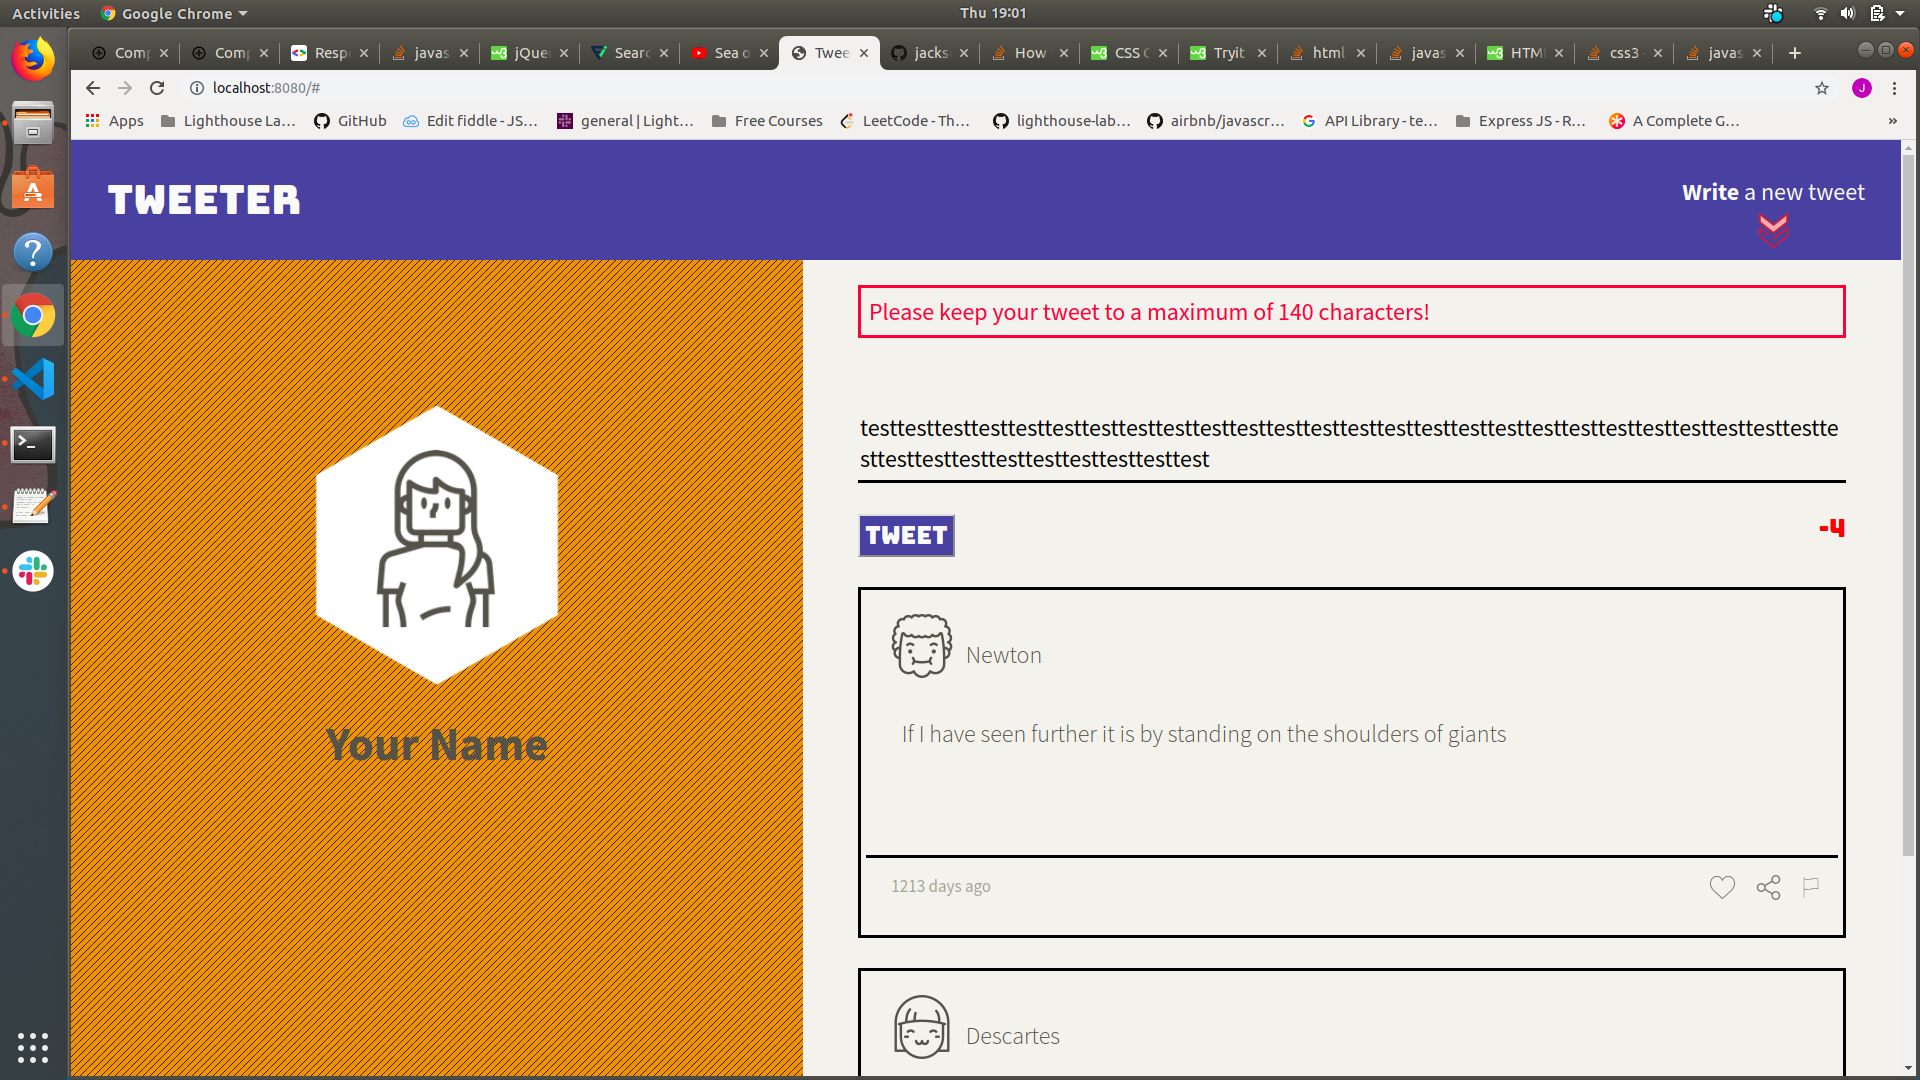 Activities
Google Chrome
Thu 19:01
Comp
Comp
Resp
javas
jQue
Searc
Sea o
Twee
jacks
How
CSS C
Tryit
html
javas
HTM
css3 -
javas
localhost:8080/#
J
Apps
Lighthouse La...
GitHub
Edit fiddle - JS...
general | Light...
Free Courses
LeetCode - Th...
lighthouse-lab...
airbnb/javascr...
API Library - te...
Express JS - R...
A Complete G...
»
TWEETER
Write a new tweet
Please keep your tweet to a maximum of 140 characters!
testtesttesttesttesttesttesttesttesttesttesttesttesttesttesttesttesttesttesttesttesttesttesttesttesttestte
sttesttesttesttesttesttesttesttesttest
TWEET
-4
Your Name
Newton
If I have seen further it is by standing on the shoulders of giants
1213 days ago
Descartes